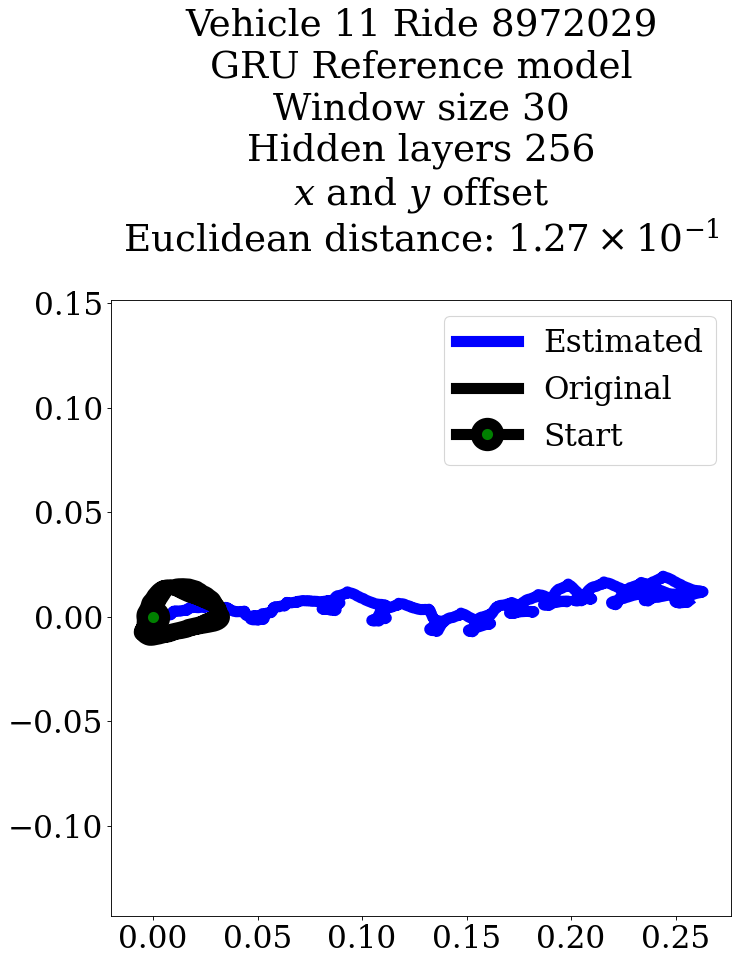 Vehicle 11 Ride 8972029
GRU Reference model
Window size 30
Hidden layers 256
x and y offset
Euclidean distance: 1.27 × 10⁻¹
Estimated
Original
Start
0.15
0.10
0.05
0.00
−0.05
−0.10
0.00 0.05 0.10 0.15 0.20 0.25